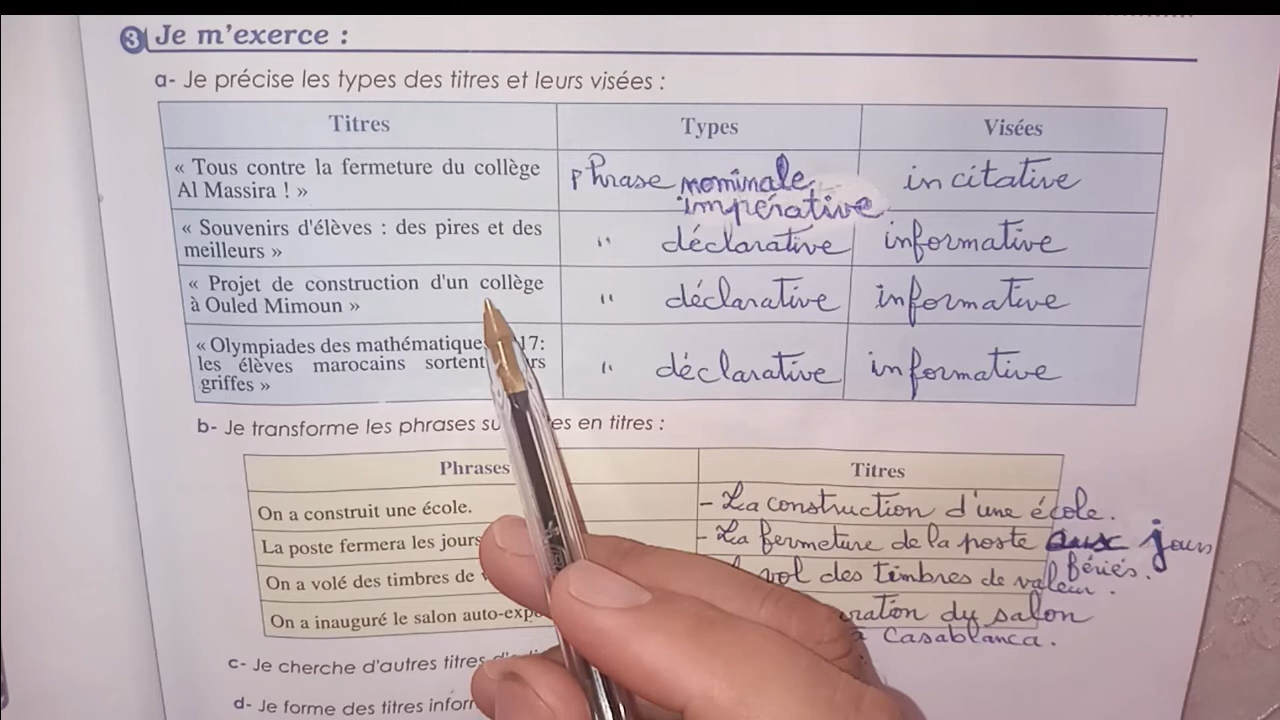 3 Je m'exerce :
a- Je précise les types des titres et leurs visées :
Titres Types Visées
« Tous contre la fermeture du collège
Al Massira ! »
phrase nominale
impérative
incitative
« Souvenirs d'élèves : des pires et des
meilleurs »
" déclarative
informative
« Projet de construction d'un collège
à Ouled Mimoun »
" déclarative
informative
« Olympiades des mathématique 17:
les élèves marocains sortent
griffes »
" déclarative
informative
b- Je transforme les phrases en titres :
Phrases Titres
On a construit une école.
- La construction d'une école.
La poste fermera les jours
- La fermeture de la poste aux jours
fériés.
On a volé des timbres de
vol des timbres de valeur.
On a inauguré le salon auto-expo
du salon
à Casablanca.
c- Je cherche d'autres titres
d- Je forme des titres